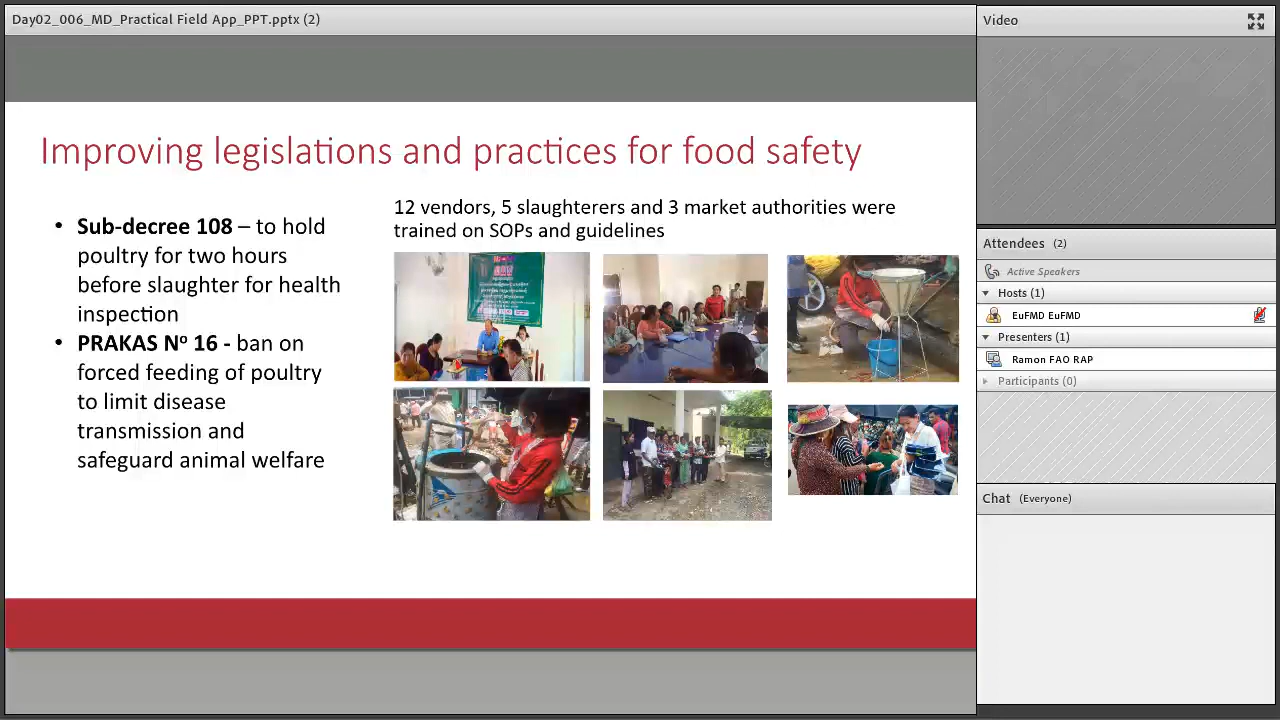 Day02_006_MD_Practical Field App_PPT.pptx (2)
Improving legislations and practices for food safety
• Sub-decree 108 – to hold
poultry for two hours
before slaughter for health
inspection
• PRAKAS Nº 16 - ban on
forced feeding of poultry
to limit disease
transmission and
safeguard animal welfare
12 vendors, 5 slaughterers and 3 market authorities were
trained on SOPs and guidelines
Video
Attendees (2)
Active Speakers
Hosts (1)
EuFMD EuFMD
Presenters (1)
Ramon FAO RAP
Participants (0)
Chat (Everyone)